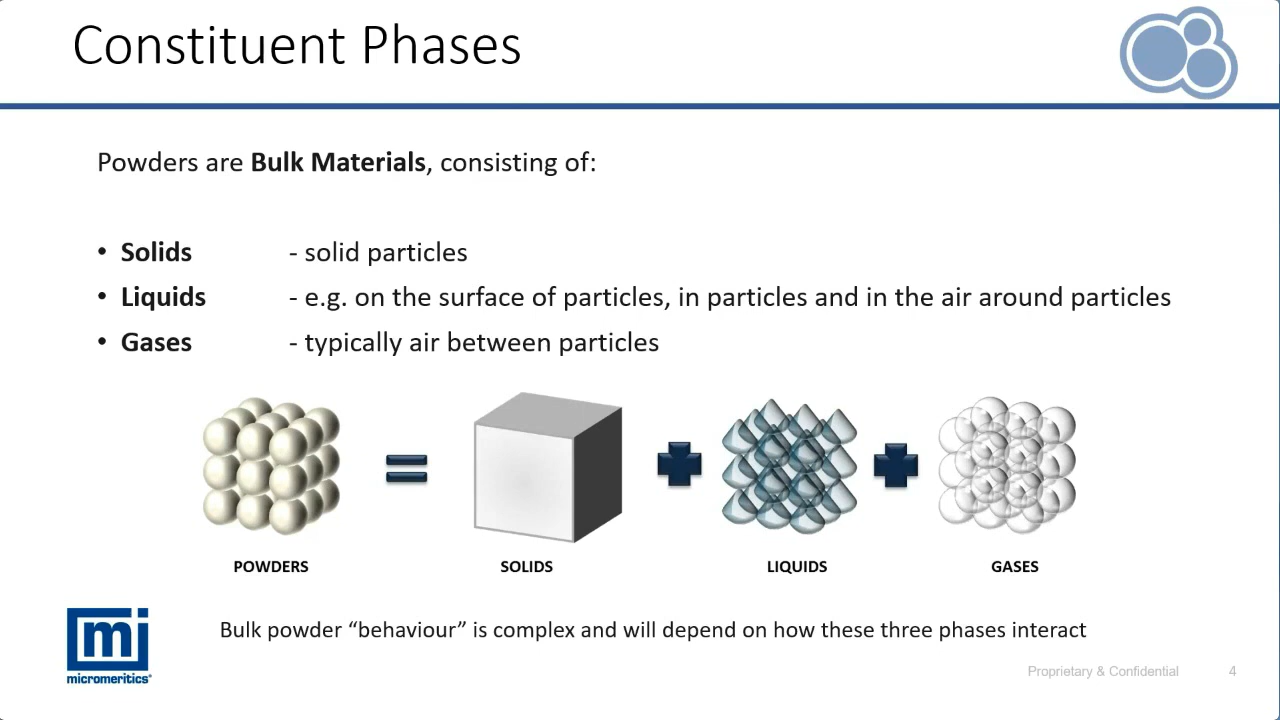 Constituent Phases
Powders are Bulk Materials, consisting of:
• Solids - solid particles
• Liquids - e.g. on the surface of particles, in particles and in the air around particles
• Gases - typically air between particles
POWDERS
SOLIDS
LIQUIDS
GASES
mi
micromeritics®
Bulk powder “behaviour” is complex and will depend on how these three phases interact
Proprietary & Confidential 4